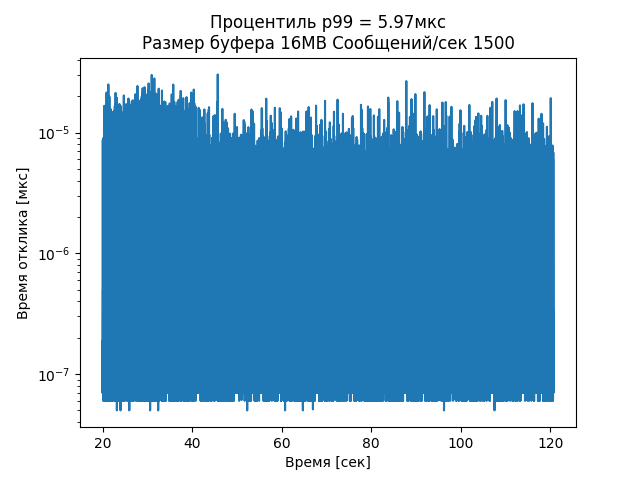 Процентиль p99 = 5.97мкс
Размер буфера 16MB Сообщений/сек 1500
Время отклика [мкс]
10⁻⁵
10⁻⁶
10⁻⁷
20 40 60 80 100 120
Время [сек]